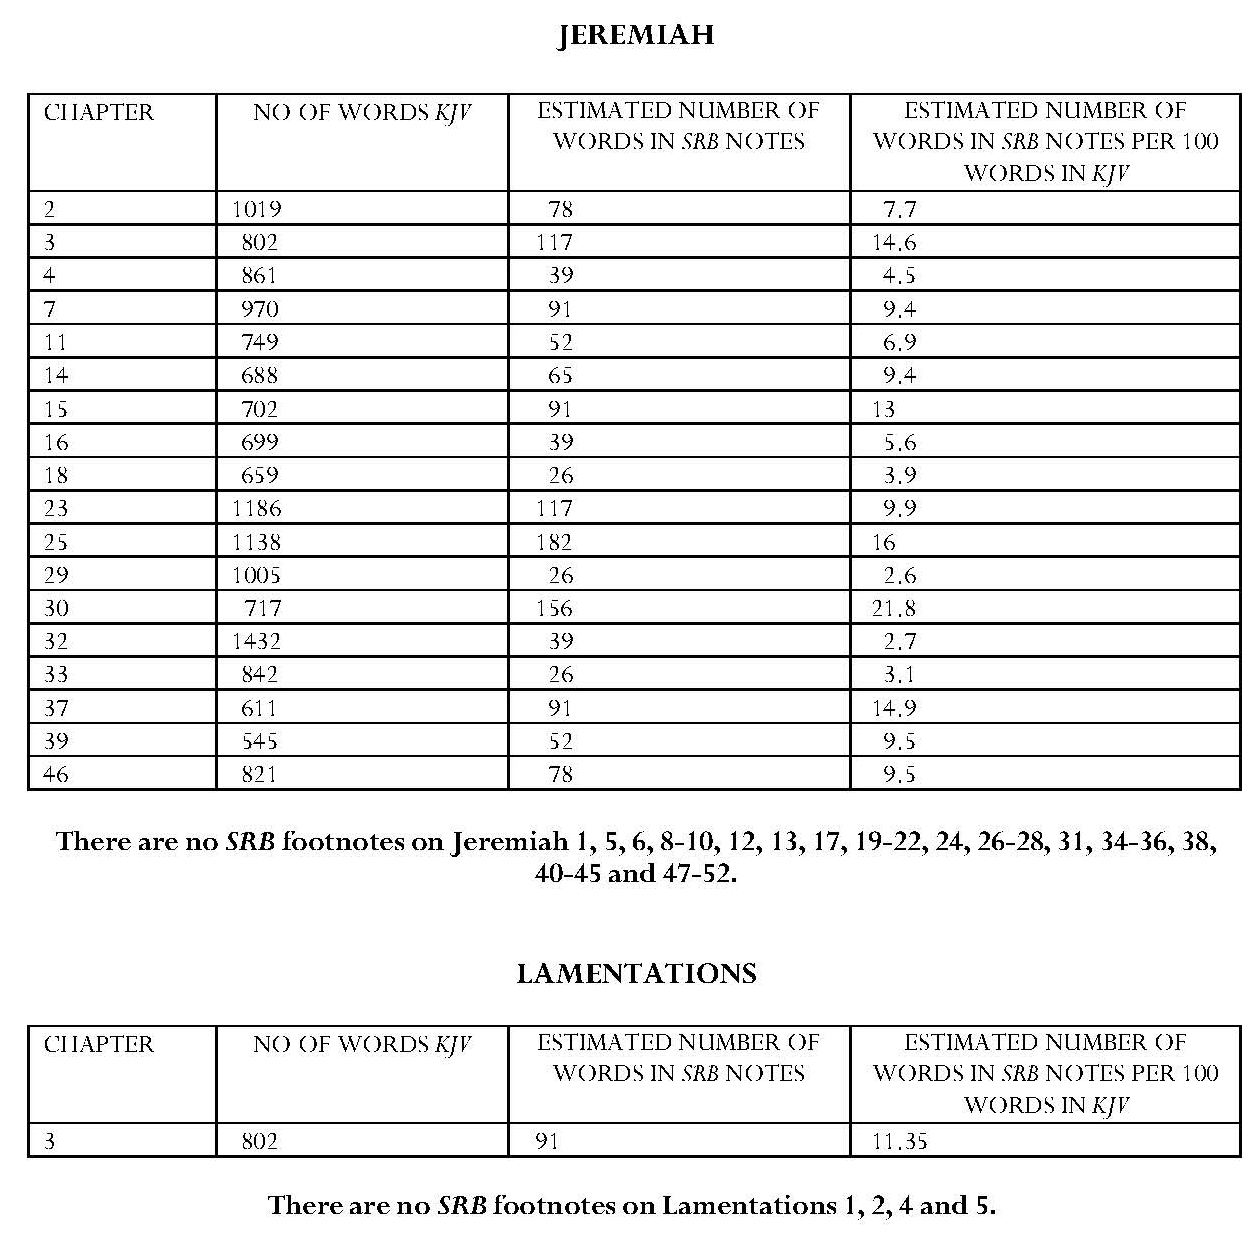 JEREMIAH
CHAPTER NO OF WORDS KJV ESTIMATED NUMBER OF WORDS IN SRB NOTES ESTIMATED NUMBER OF WORDS IN SRB NOTES PER 100 WORDS IN KJV
2 1019 78 7.7
3 802 117 14.6
4 861 39 4.5
7 970 91 9.4
11 749 52 6.9
14 688 65 9.4
15 702 91 13
16 699 39 5.6
18 659 26 3.9
23 1186 117 9.9
25 1138 182 16
29 1005 26 2.6
30 717 156 21.8
32 1432 39 2.7
33 842 26 3.1
37 611 91 14.9
39 545 52 9.5
46 821 78 9.5
There are no SRB footnotes on Jeremiah 1, 5, 6, 8-10, 12, 13, 17, 19-22, 24, 26-28, 31, 34-36, 38,
40-45 and 47-52.
LAMENTATIONS
CHAPTER NO OF WORDS KJV ESTIMATED NUMBER OF WORDS IN SRB NOTES ESTIMATED NUMBER OF WORDS IN SRB NOTES PER 100 WORDS IN KJV
3 802 91 11.35
There are no SRB footnotes on Lamentations 1, 2, 4 and 5.